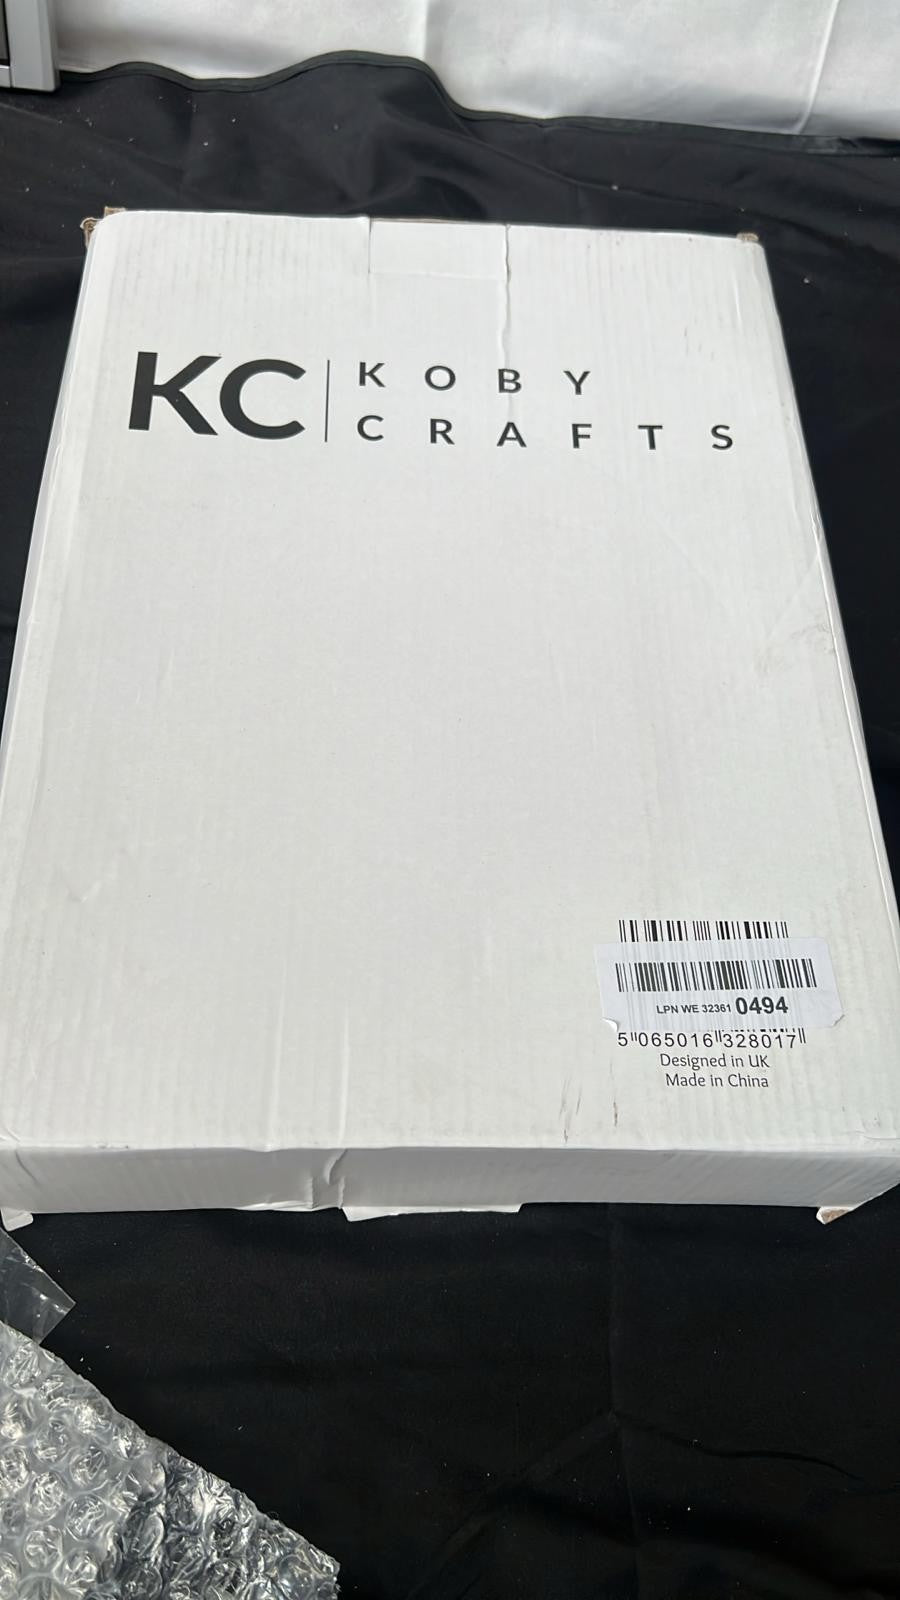 KC
KOBY
CRAFTS
LPN WE 32361 0494
5 065016 328017
Designed in UK
Made in China